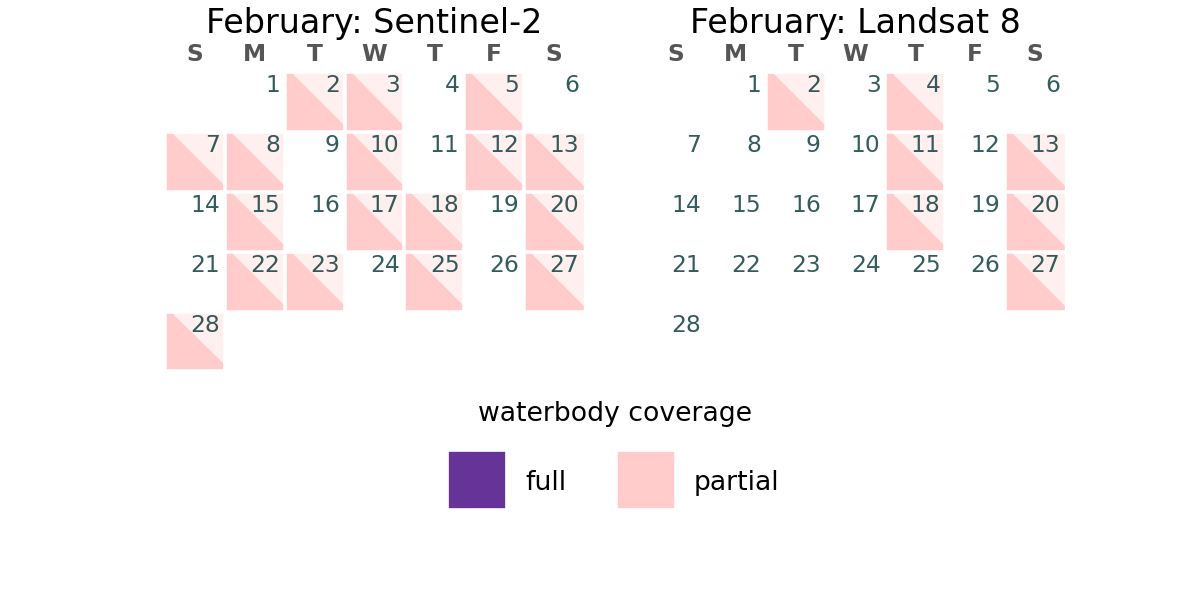 February: Sentinel-2
S M T W T F S
1 2 3 4 5 6
7 8 9 10 11 12 13
14 15 16 17 18 19 20
21 22 23 24 25 26 27
28
February: Landsat 8
S M T W T F S
1 2 3 4 5 6
7 8 9 10 11 12 13
14 15 16 17 18 19 20
21 22 23 24 25 26 27
28
waterbody coverage
full
partial